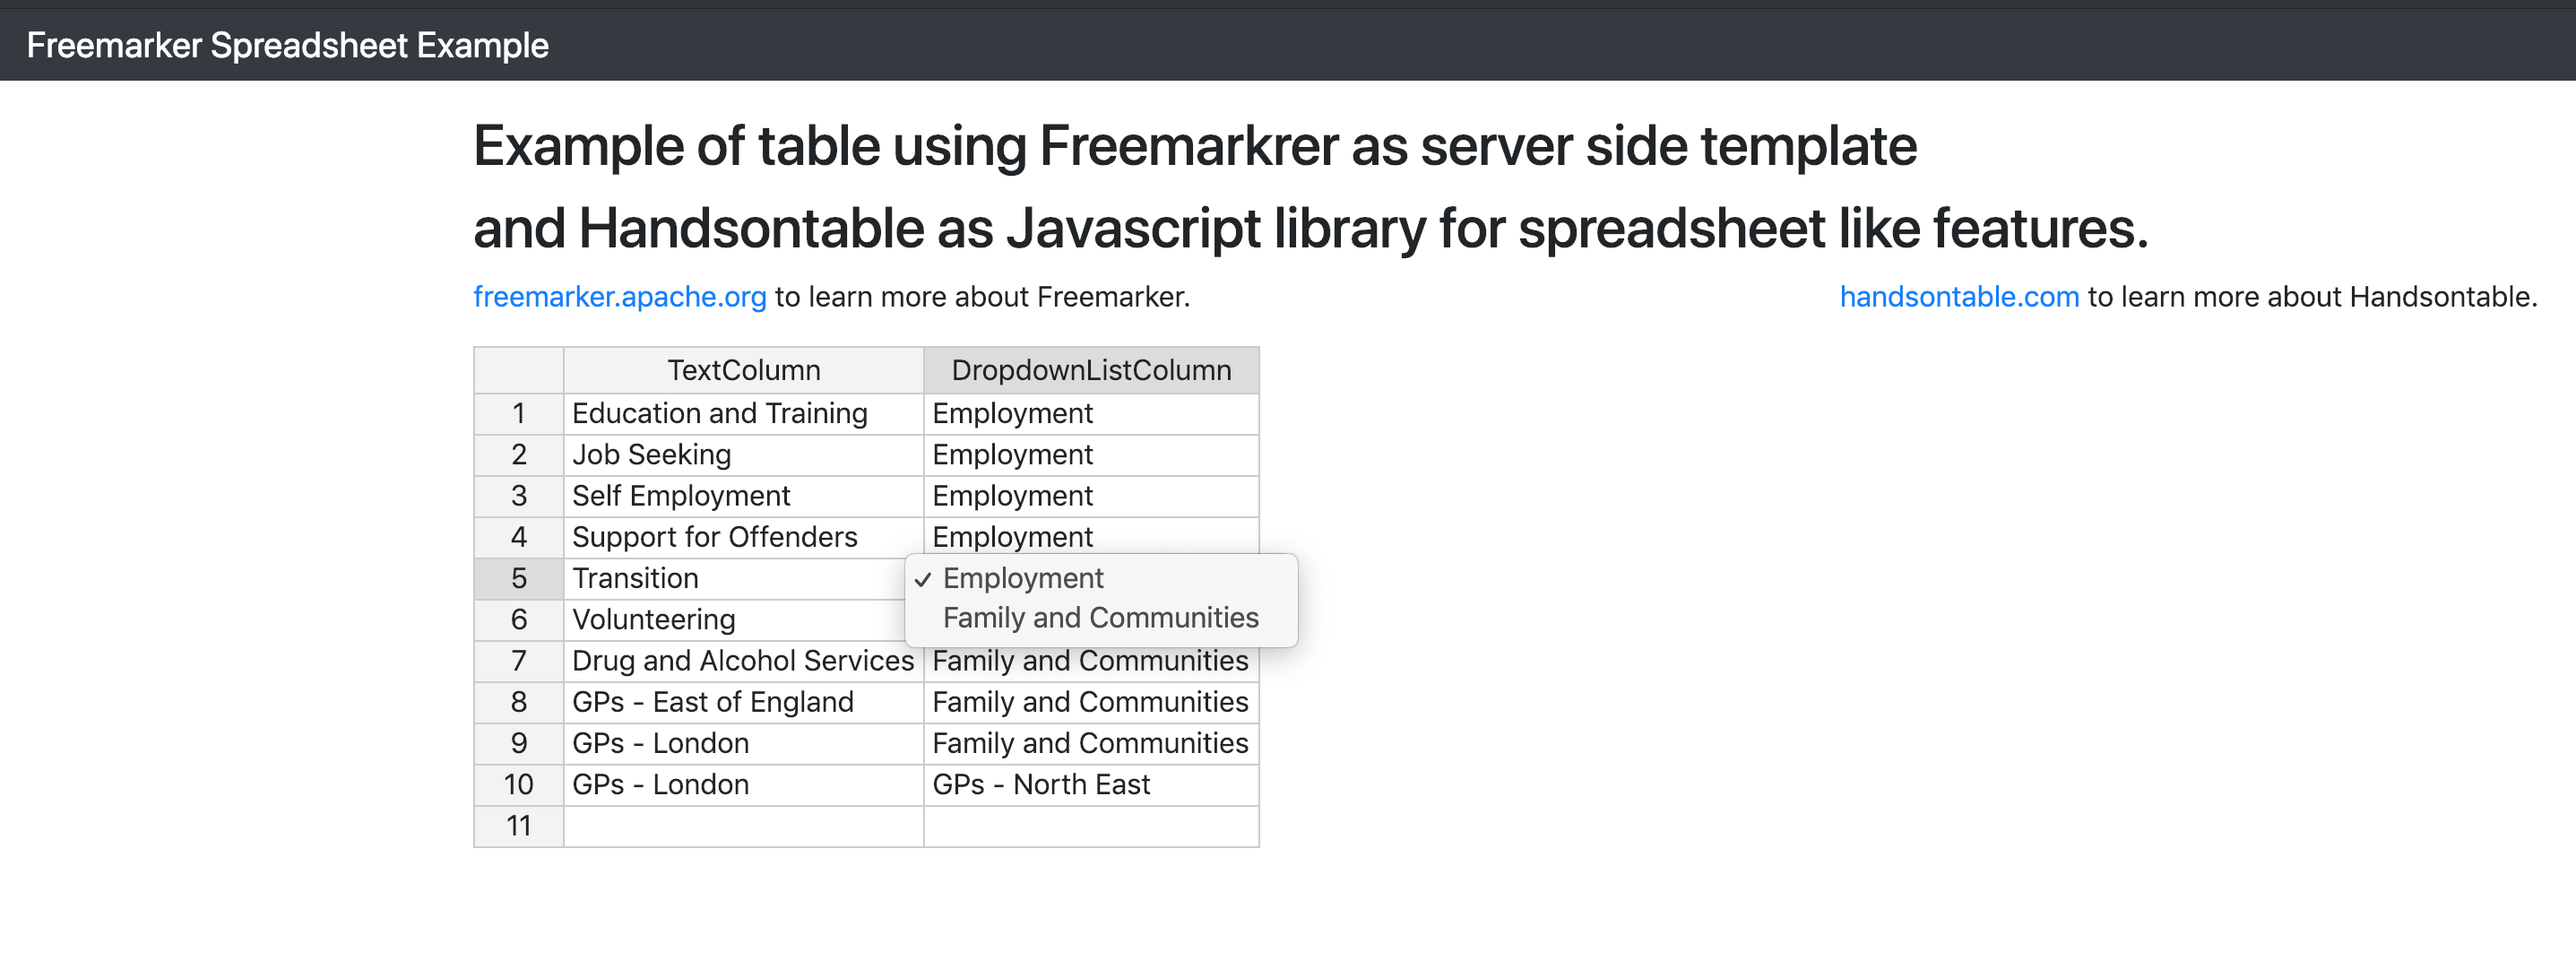 Freemarker Spreadsheet Example
Example of table using Freemarkrer as server side template
and Handsontable as Javascript library for spreadsheet like features.
freemarker.apache.org to learn more about Freemarker. handsontable.com to learn more about Handsontable.
TextColumn DropdownListColumn
1 Education and Training Employment
2 Job Seeking Employment
3 Self Employment Employment
4 Support for Offenders Employment
5 Transition ✓ Employment
6 Volunteering Family and Communities
7 Drug and Alcohol Services Family and Communities
8 GPs - East of England Family and Communities
9 GPs - London Family and Communities
10 GPs - London GPs - North East
11